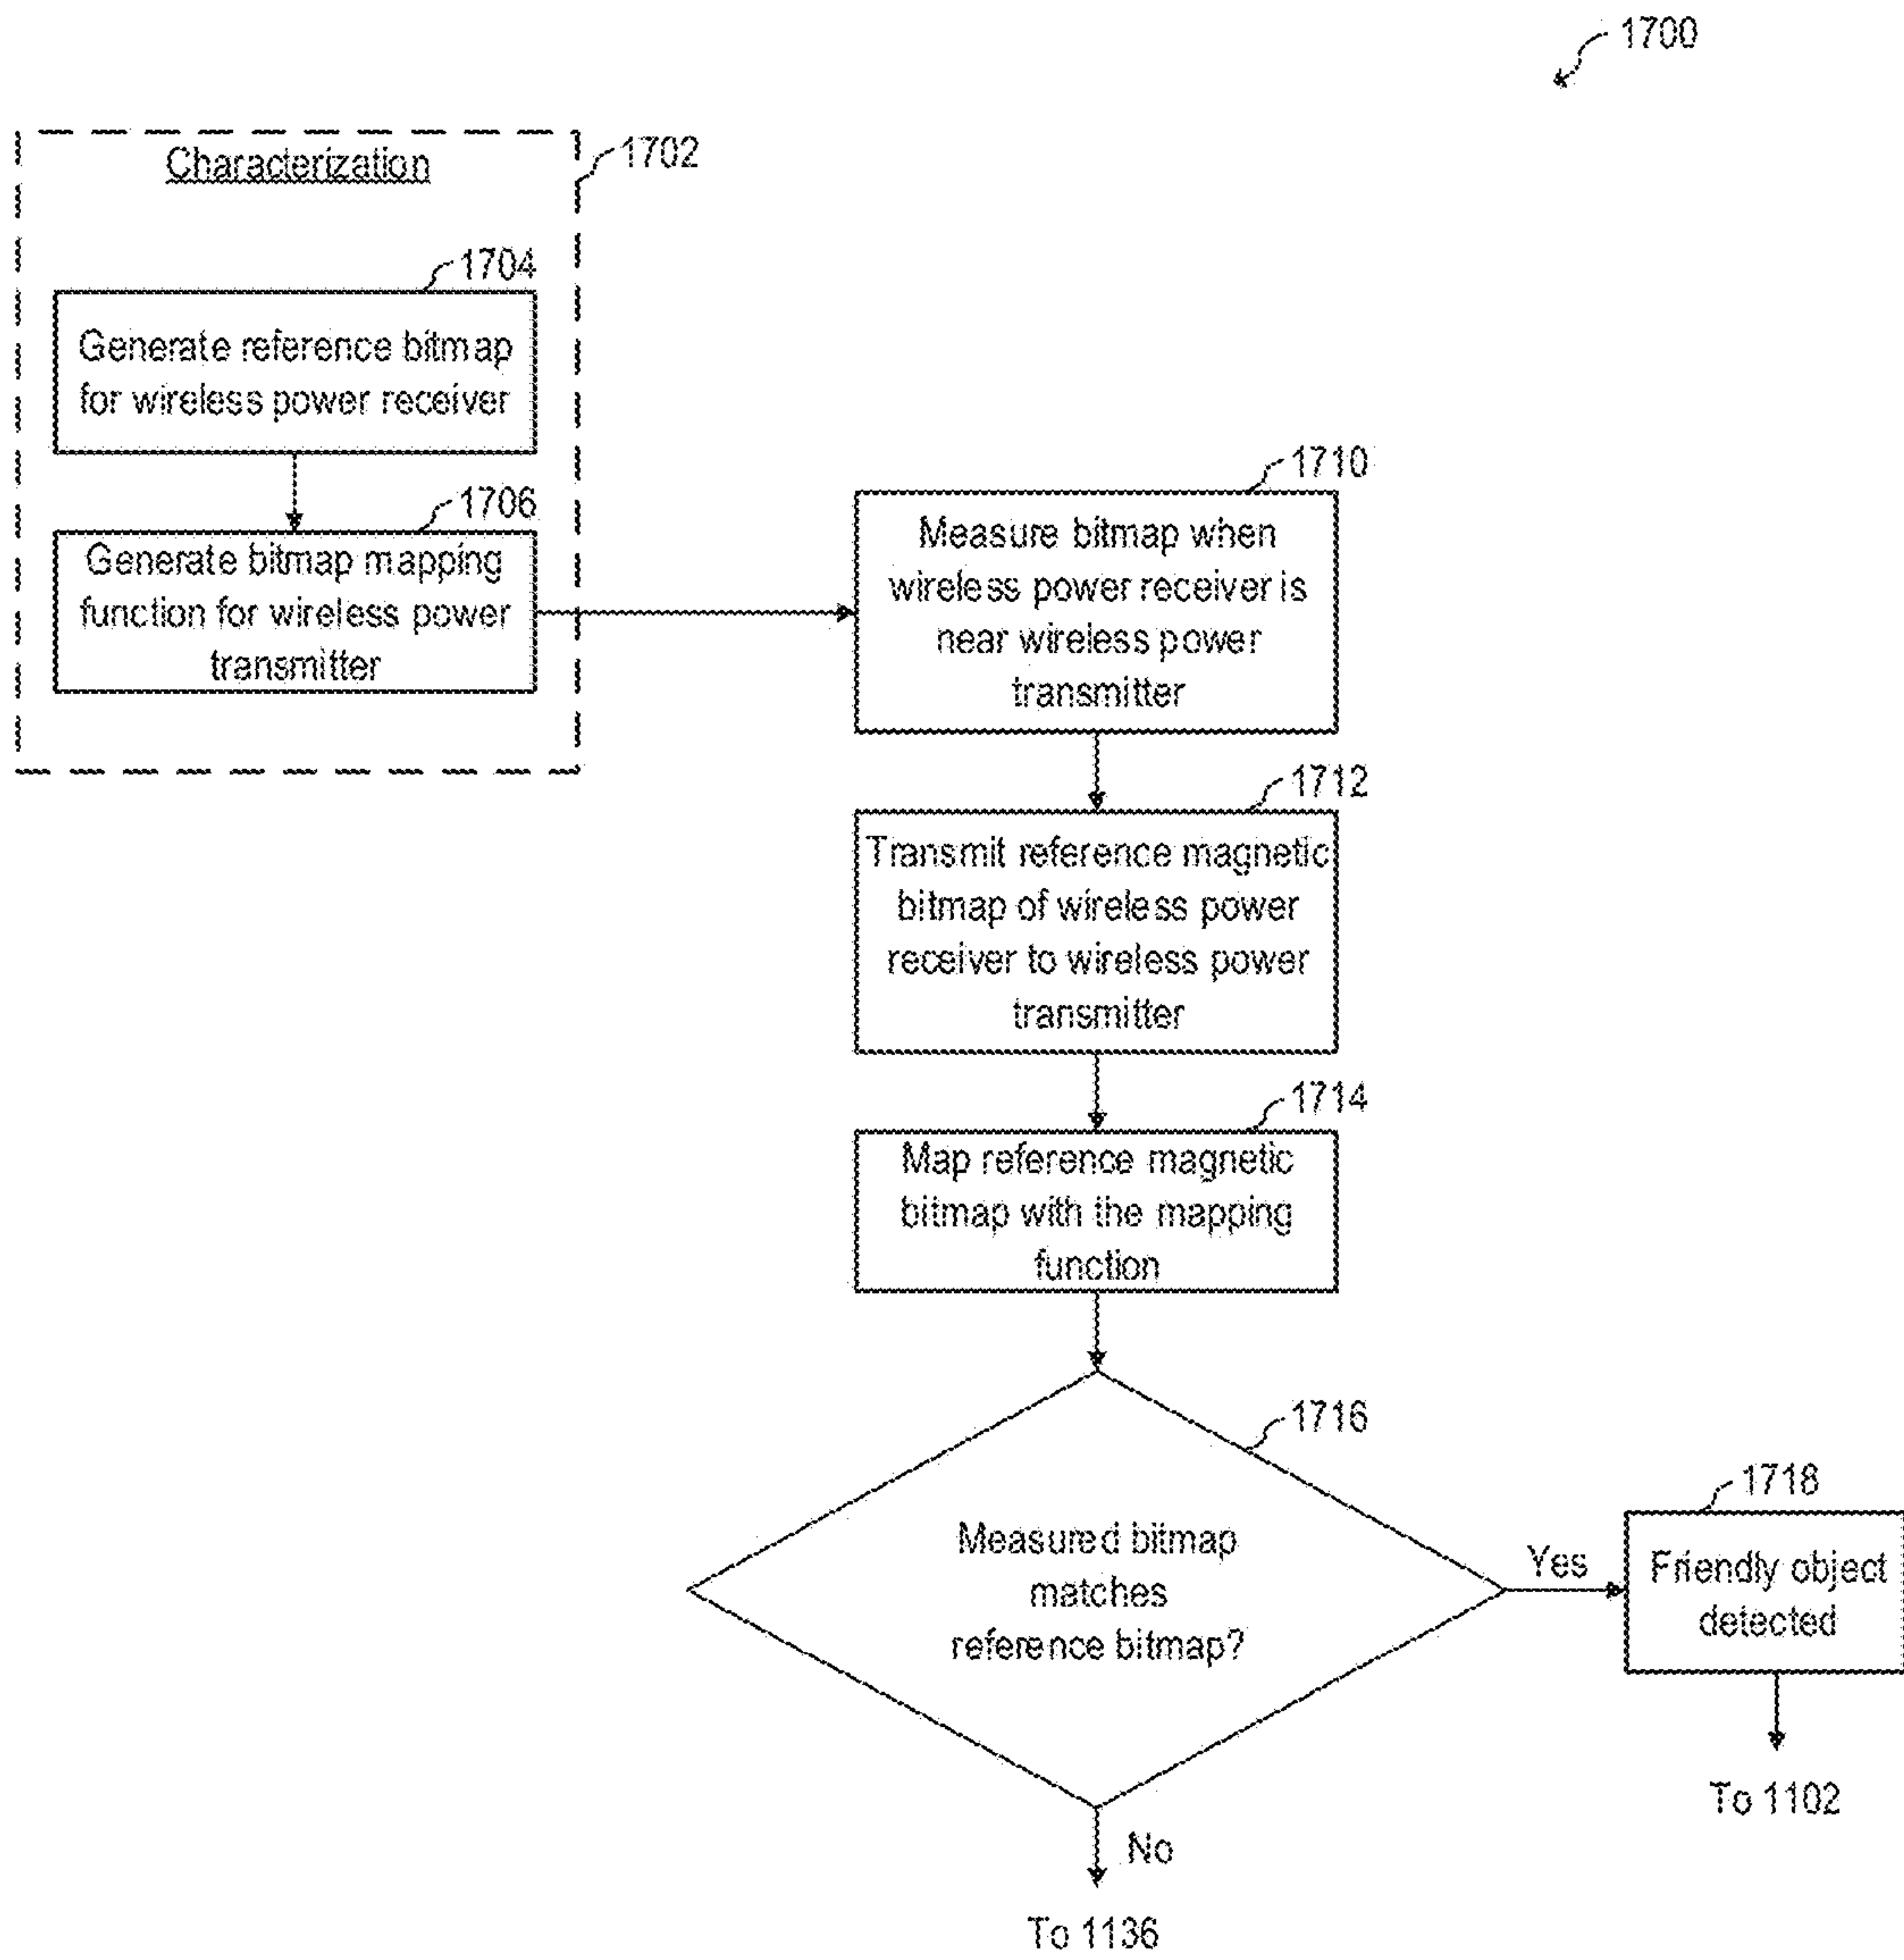 1700
Characterization
1702
1704
Generate reference bitmap
for wireless power receiver
1706
Generate bitmap mapping
function for wireless power
transmitter
1710
Measure bitmap when
wireless power receiver is
near wireless power
transmitter
1712
Transmit reference magnetic
bitmap of wireless power
receiver to wireless power
transmitter
1714
Map reference magnetic
bitmap with the mapping
function
1716
Measured bitmap
matches
reference bitmap?
Yes
1718
Friendly object
detected
To 1102
No
To 1136